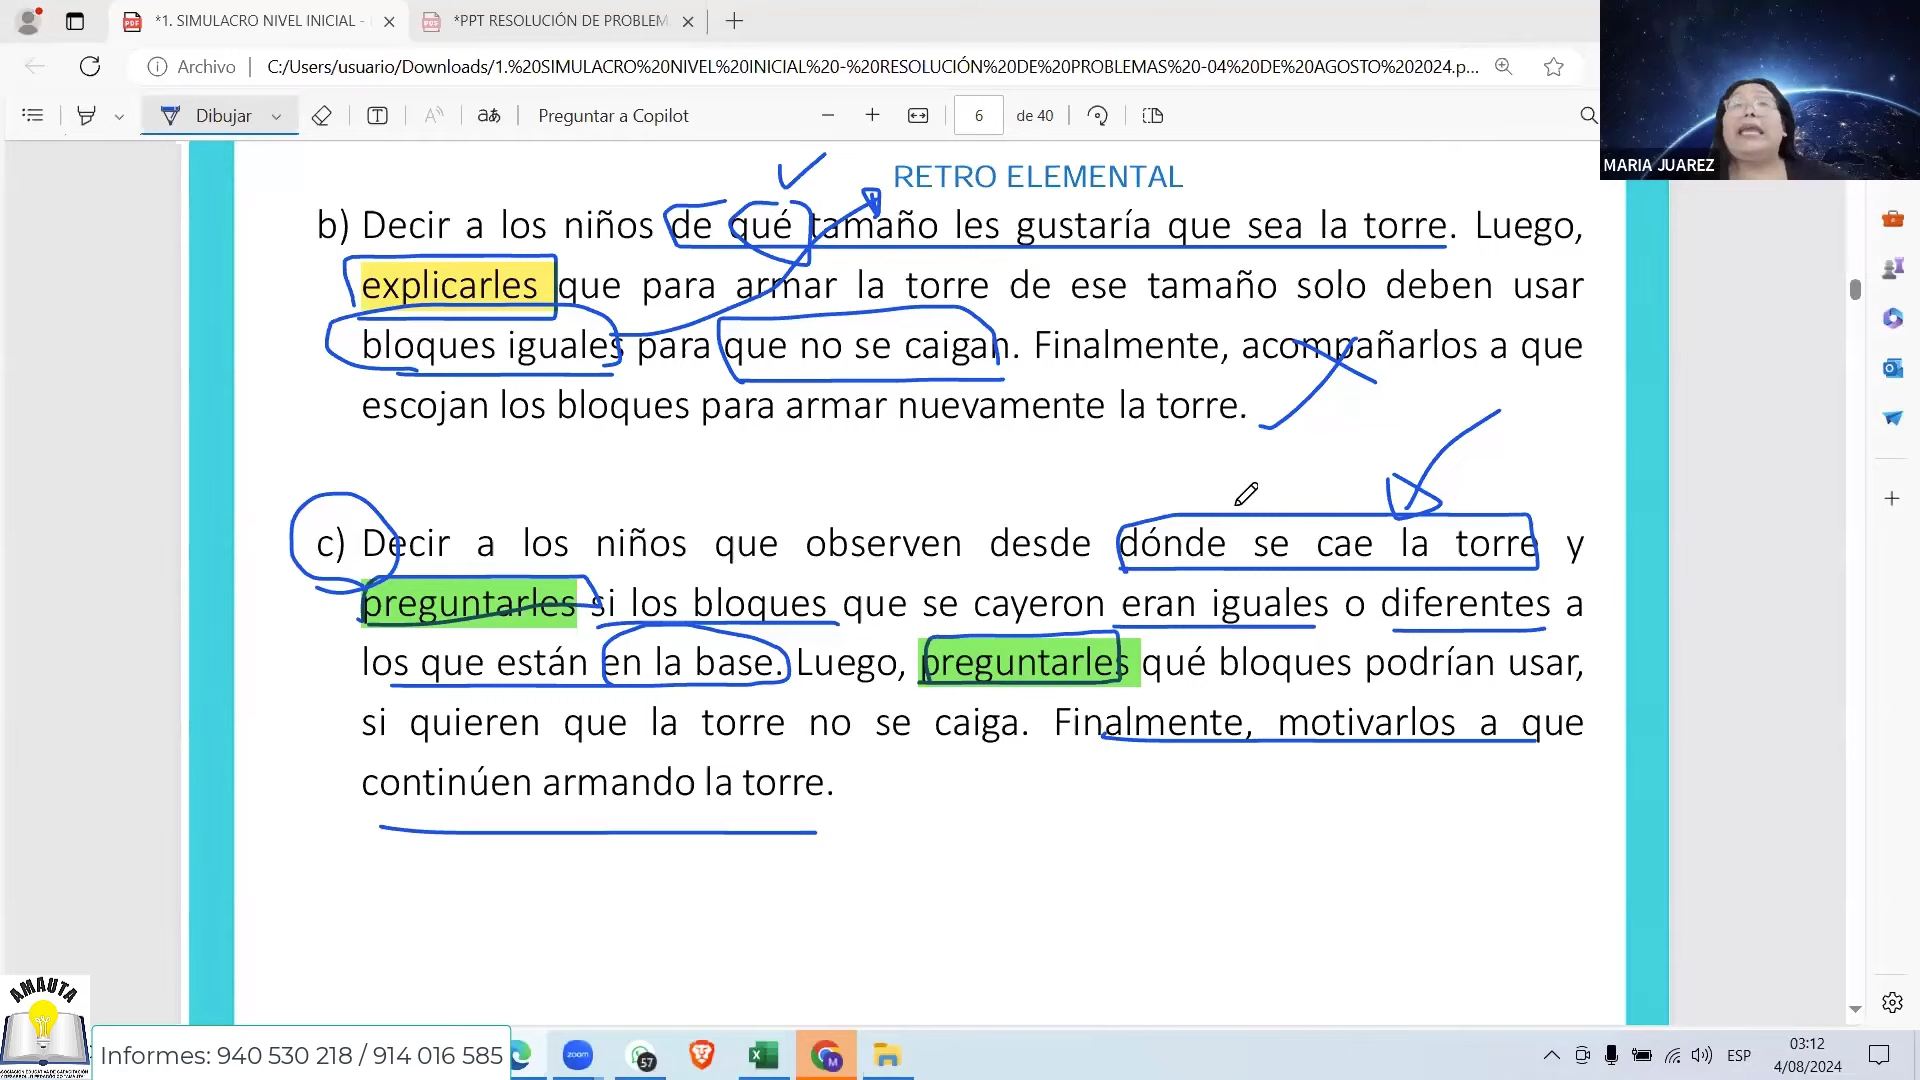 *1. SIMULACRO NIVEL INICIAL -
*PPT RESOLUCIÓN DE PROBLEM
Archivo
C:/Users/usuario/Downloads/1.%20SIMULACRO%20NIVEL%20INICIAL%20-%20RESOLUCIÓN%20DE%20PROBLEMAS%20-04%20DE%20AGOSTO%202024.p...
Dibujar
aあ
Preguntar a Copilot
6
de 40
MARIA JUAREZ
RETRO ELEMENTAL
b) Decir a los niños de qué tamaño les gustaría que sea la torre. Luego,
explicarles que para armar la torre de ese tamaño solo deben usar
bloques iguales para que no se caigan. Finalmente, acompañarlos a que
escojan los bloques para armar nuevamente la torre.
c) Decir a los niños que observen desde dónde se cae la torre y
preguntarles si los bloques que se cayeron eran iguales o diferentes a
los que están en la base. Luego, preguntarles qué bloques podrían usar,
si quieren que la torre no se caiga. Finalmente, motivarlos a que
continúen armando la torre.
AMAUTA
Informes: 940 530 218 / 914 016 585
zoom
57
M
ESP
03:12
4/08/2024